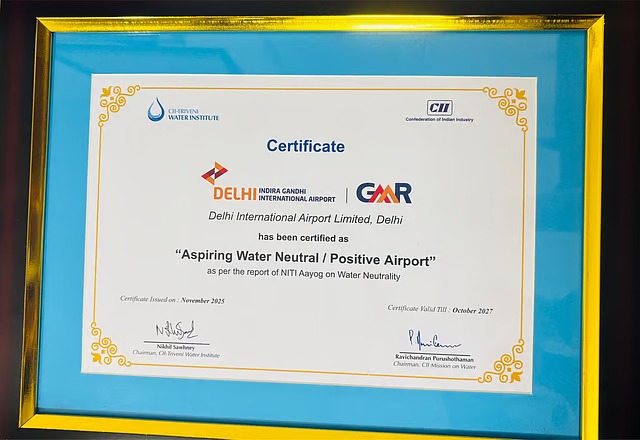 CII-TRIVENI
WATER INSTITUTE
CII
Confederation of Indian Industry
Certificate
DELHI INDIRA GANDHI
INTERNATIONAL AIRPORT
GMR
Delhi International Airport Limited, Delhi
has been certified as
“Aspiring Water Neutral / Positive Airport”
as per the report of NITI Aayog on Water Neutrality
Certificate Issued on : November 2025
Certificate Valid Till : October 2027
Nikhil Sawhney
Chairman, CII-Triveni Water Institute
Ravichandran Purushothaman
Chairman, CII Mission on Water